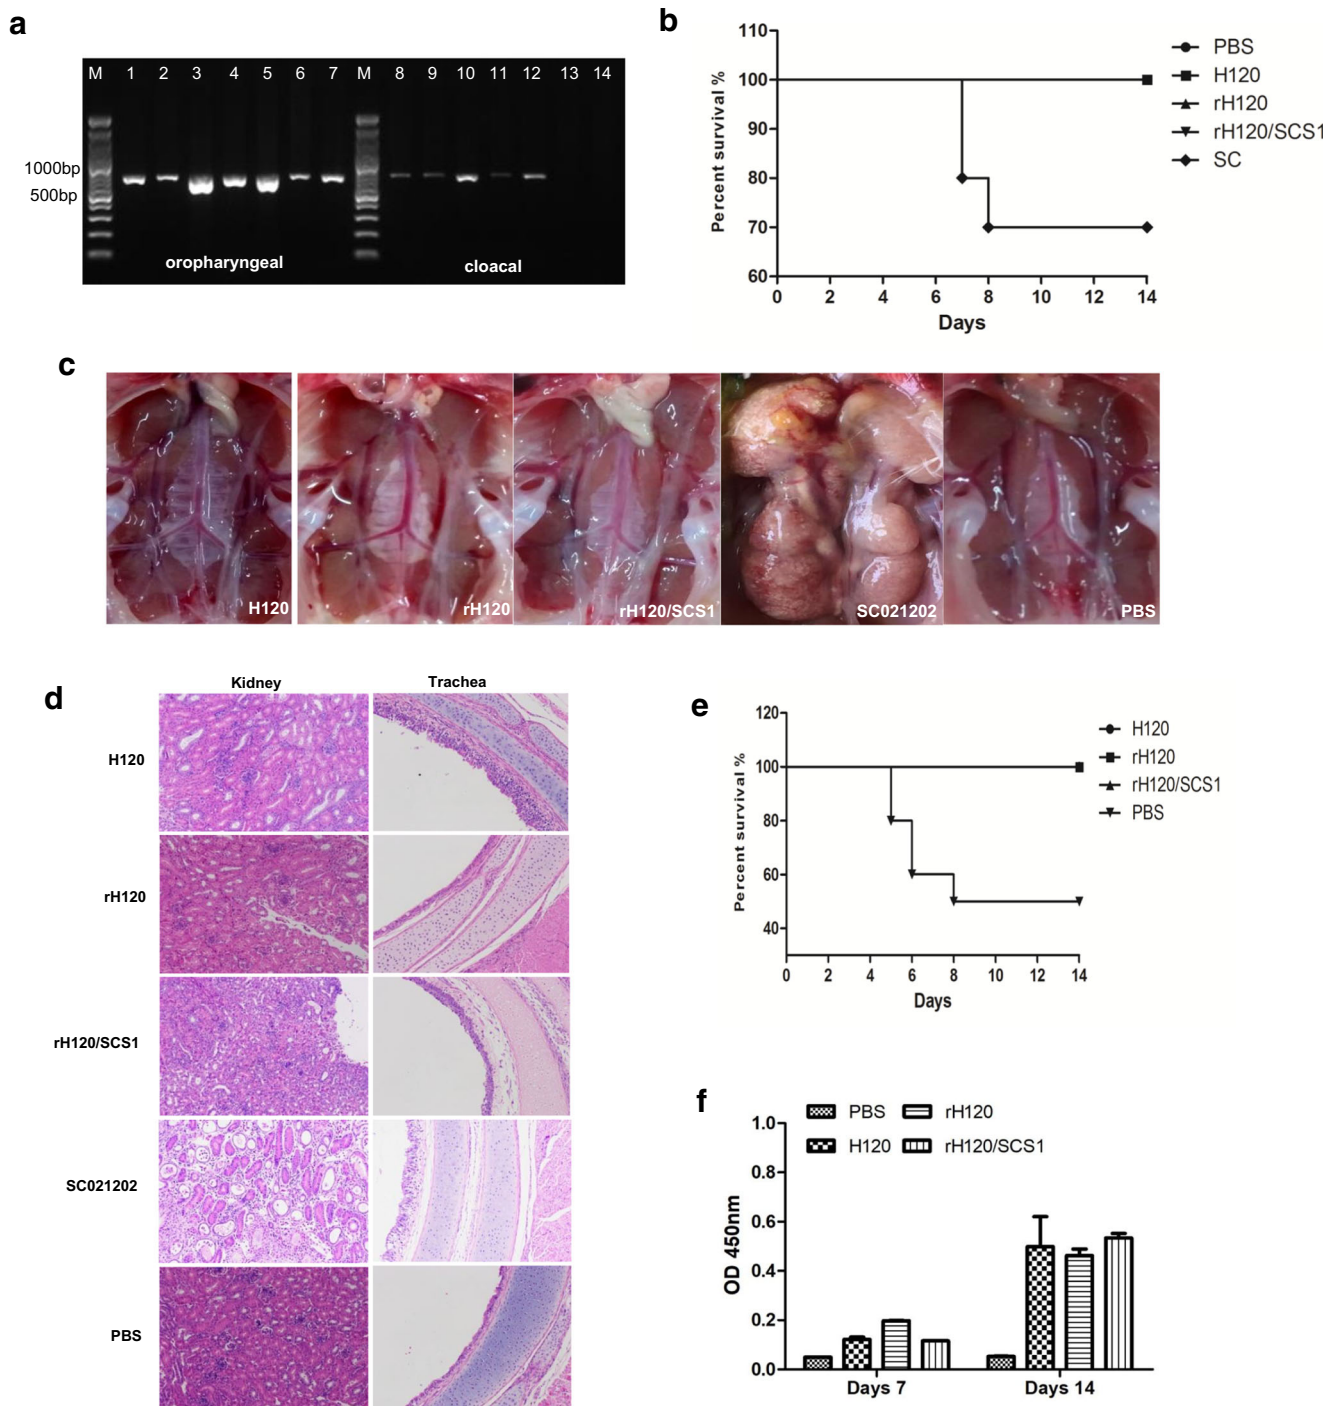 a
M 1 2 3 4 5 6 7 M 8 9 10 11 12 13 14
1000bp
500bp
oropharyngeal
cloacal
b
110
100
90
80
70
60
Percent survival %
0 2 4 6 8 10 12 14
Days
PBS
H120
rH120
rH120/SCS1
SC
c
H120
rH120
rH120/SCS1
SC021202
PBS
d
Kidney
Trachea
H120
rH120
rH120/SCS1
SC021202
PBS
e
120
100
80
60
40
Percent survival %
0 2 4 6 8 10 12 14
Days
H120
rH120
rH120/SCS1
PBS
f
PBS
rH120
H120
rH120/SCS1
1.0
0.8
0.6
0.4
0.2
0.0
OD 450nm
Days 7
Days 14